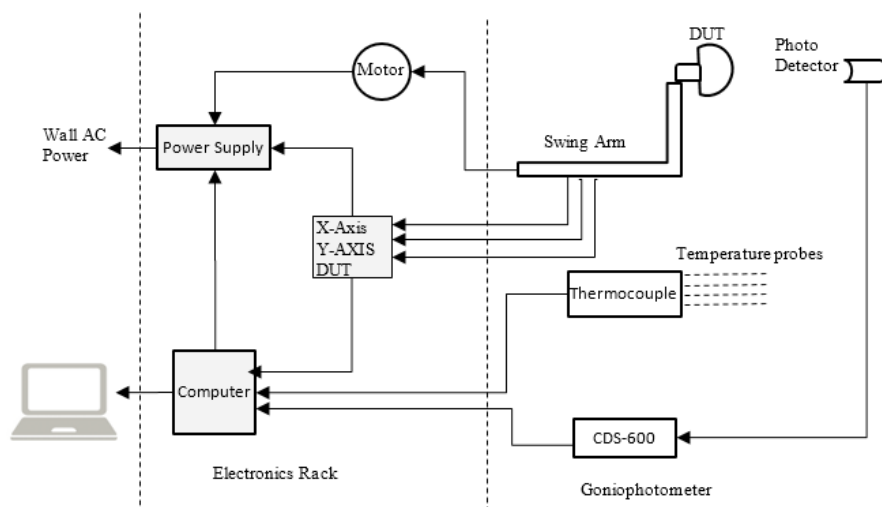 DUT
Photo
Detector
Motor
Wall AC
Power
Power Supply
Swing Arm
X-Axis
Y-AXIS
DUT
Temperature probes
Thermocouple
Computer
CDS-600
Electronics Rack
Goniophotometer